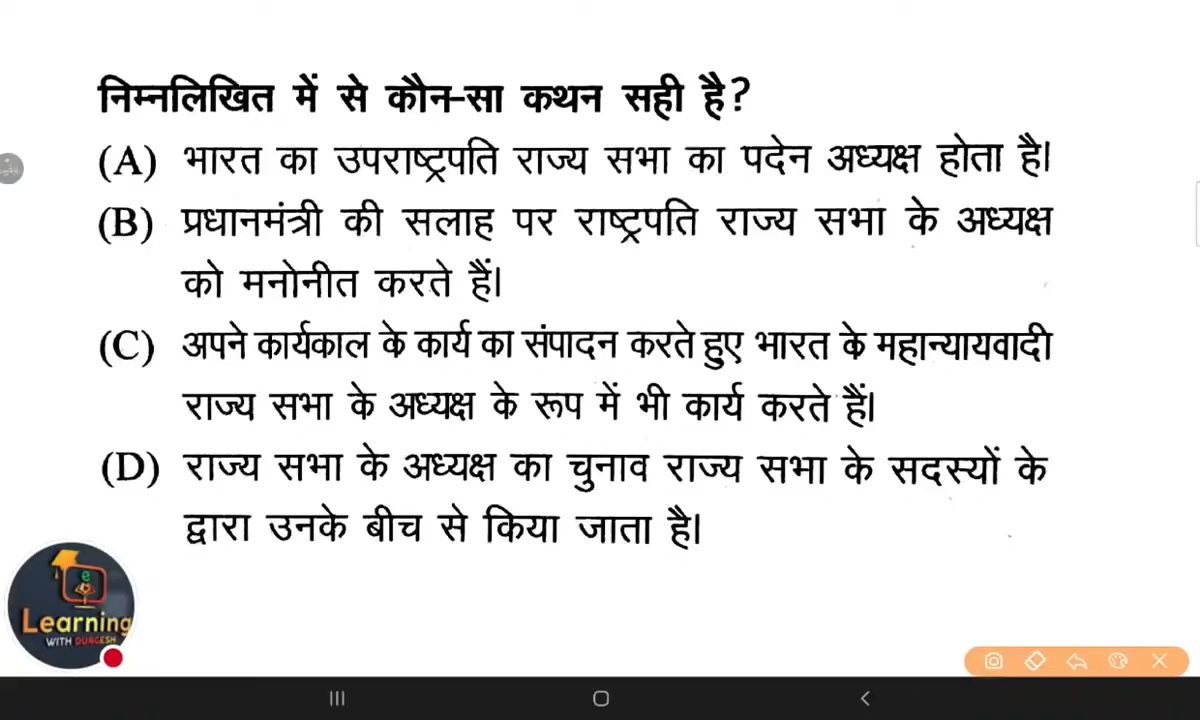 निम्नलिखित में से कौन-सा कथन सही है?
(A) भारत का उपराष्ट्रपति राज्य सभा का पदेन अध्यक्ष होता है।
(B) प्रधानमंत्री की सलाह पर राष्ट्रपति राज्य सभा के अध्यक्ष
को मनोनीत करते हैं।
(C) अपने कार्यकाल के कार्य का संपादन करते हुए भारत के महान्यायवादी
राज्य सभा के अध्यक्ष के रूप में भी कार्य करते हैं।
(D) राज्य सभा के अध्यक्ष का चुनाव राज्य सभा के सदस्यों के
द्वारा उनके बीच से किया जाता है।
e
Learning
WITH DURGESH